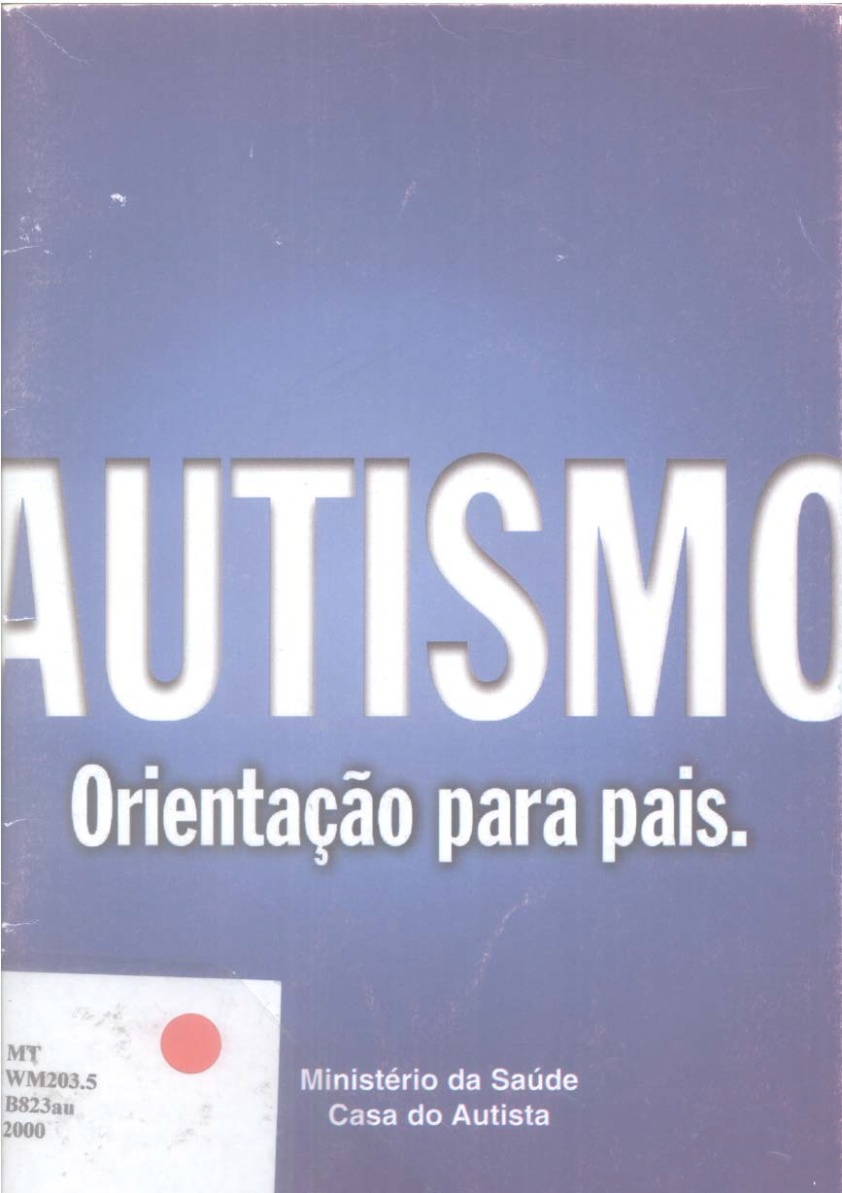 AUTISMO
Orientação para pais.
MT
WM203.5
B823au
2000
Ministério da Saúde
Casa do Autista